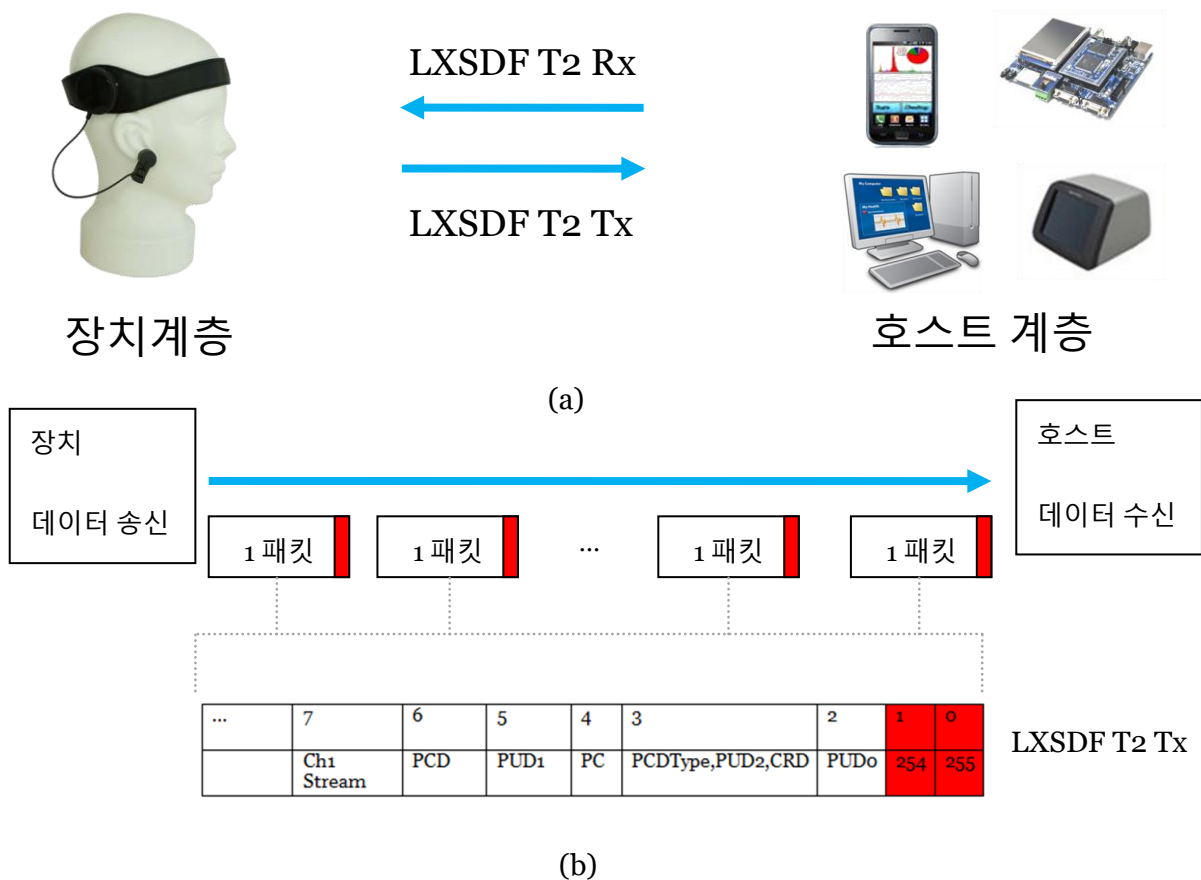 LXSDF T2 Rx
LXSDF T2 Tx
장치계층
호스트 계층
(a)
장치
데이터 송신
호스트
데이터 수신
1 패킷
1 패킷
...
1 패킷
1 패킷
... 7 6 5 4 3 2 1 0
Ch1 Stream PCD PUD1 PC PCDType,PUD2,CRD PUD0 254 255
LXSDF T2 Tx
(b)